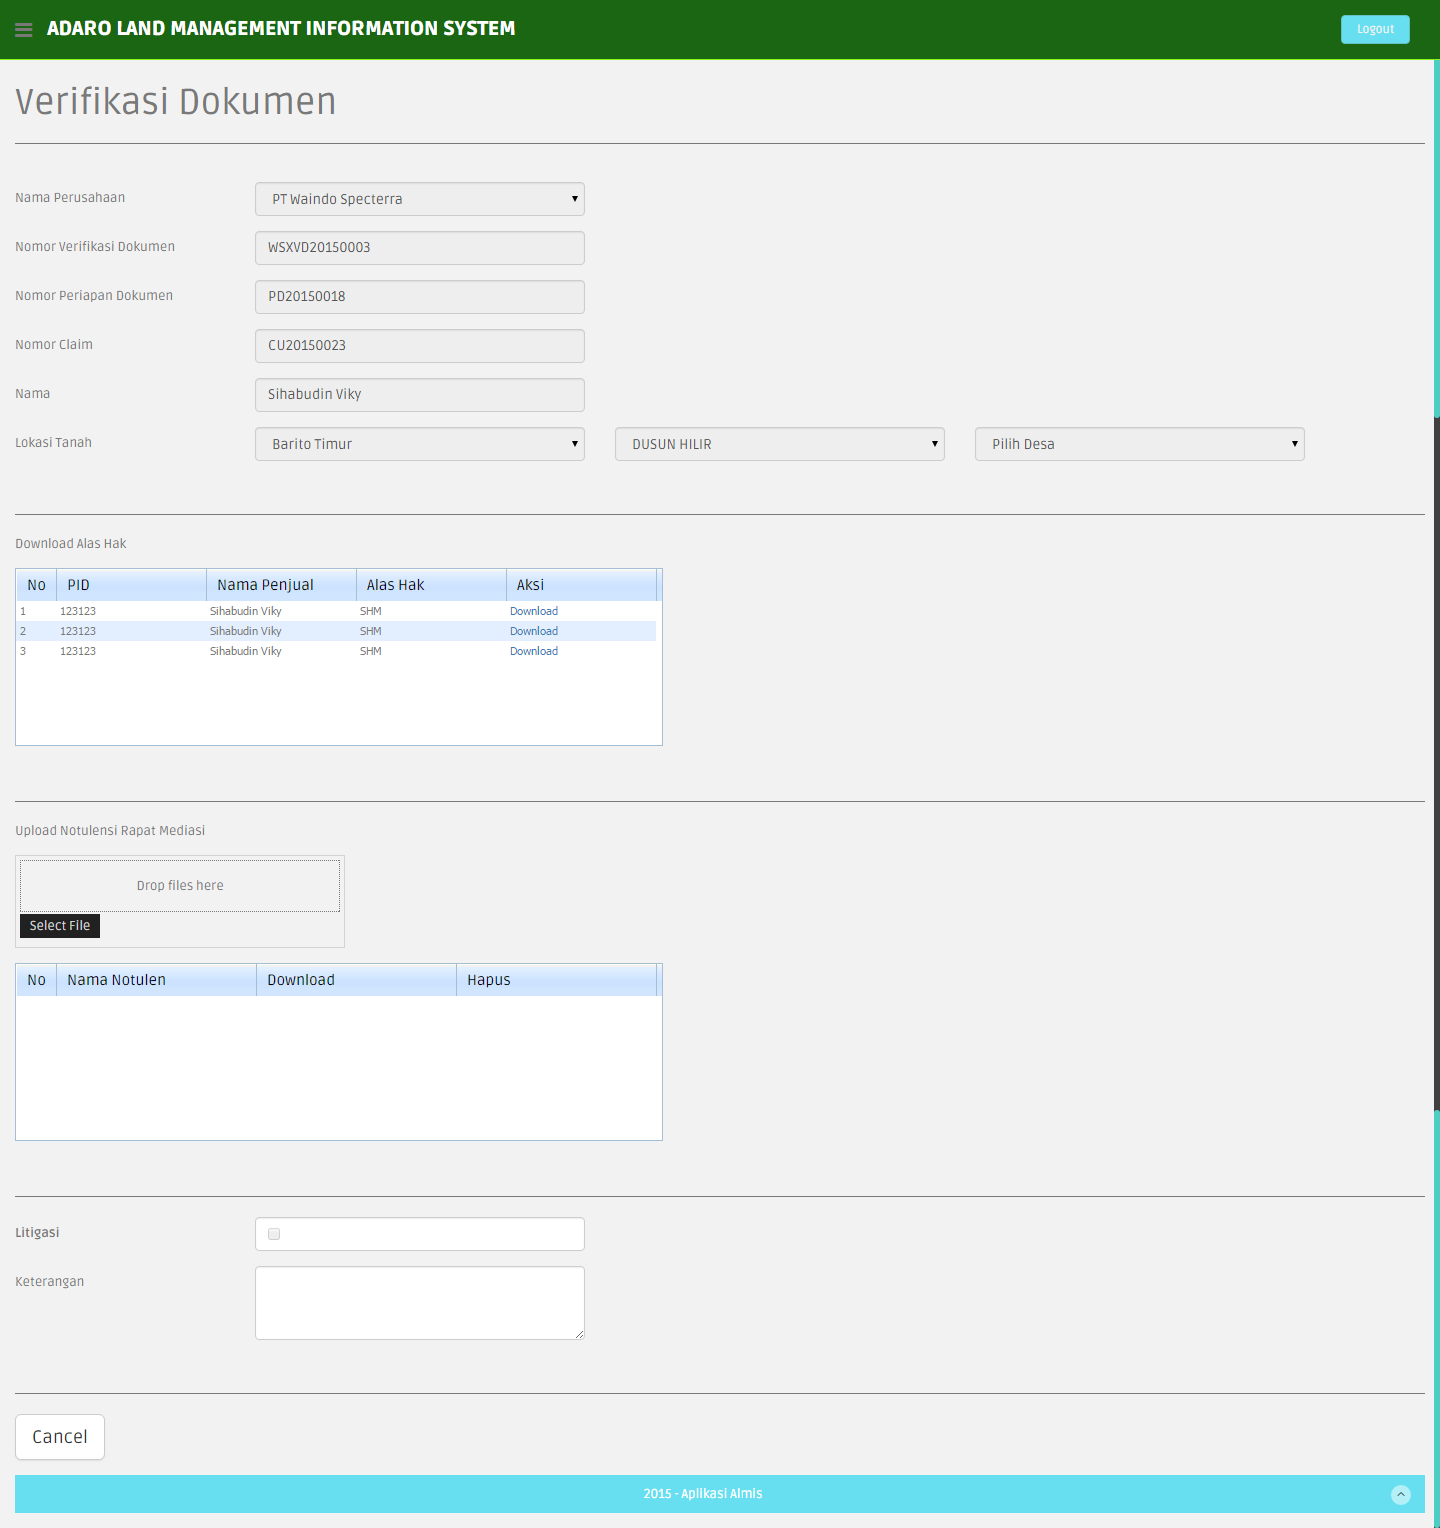 ADARO LAND MANAGEMENT INFORMATION SYSTEM
Logout
Verifikasi Dokumen
Nama Perusahaan PT Waindo Specterra
Nomor Verifikasi Dokumen WSXVD20150003
Nomor Periapan Dokumen PD20150018
Nomor Claim CU20150023
Nama Sihabudin Viky
Lokasi Tanah Barito Timur DUSUN HILIR Pilih Desa
Download Alas Hak
No PID Nama Penjual Alas Hak Aksi
1 123123 Sihabudin Viky SHM Download
2 123123 Sihabudin Viky SHM Download
3 123123 Sihabudin Viky SHM Download
Upload Notulensi Rapat Mediasi
Drop files here
Select File
No Nama Notulen Download Hapus
Litigasi
Keterangan
Cancel
2015 - Aplikasi Almis